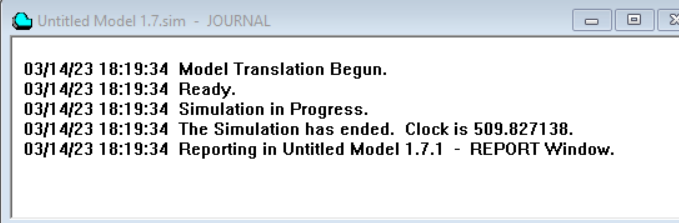 Untitled Model 1.7.sim - JOURNAL
03/14/23 18:19:34 Model Translation Begun.
03/14/23 18:19:34 Ready.
03/14/23 18:19:34 Simulation in Progress.
03/14/23 18:19:34 The Simulation has ended. Clock is 509.827138.
03/14/23 18:19:34 Reporting in Untitled Model 1.7.1 - REPORT Window.